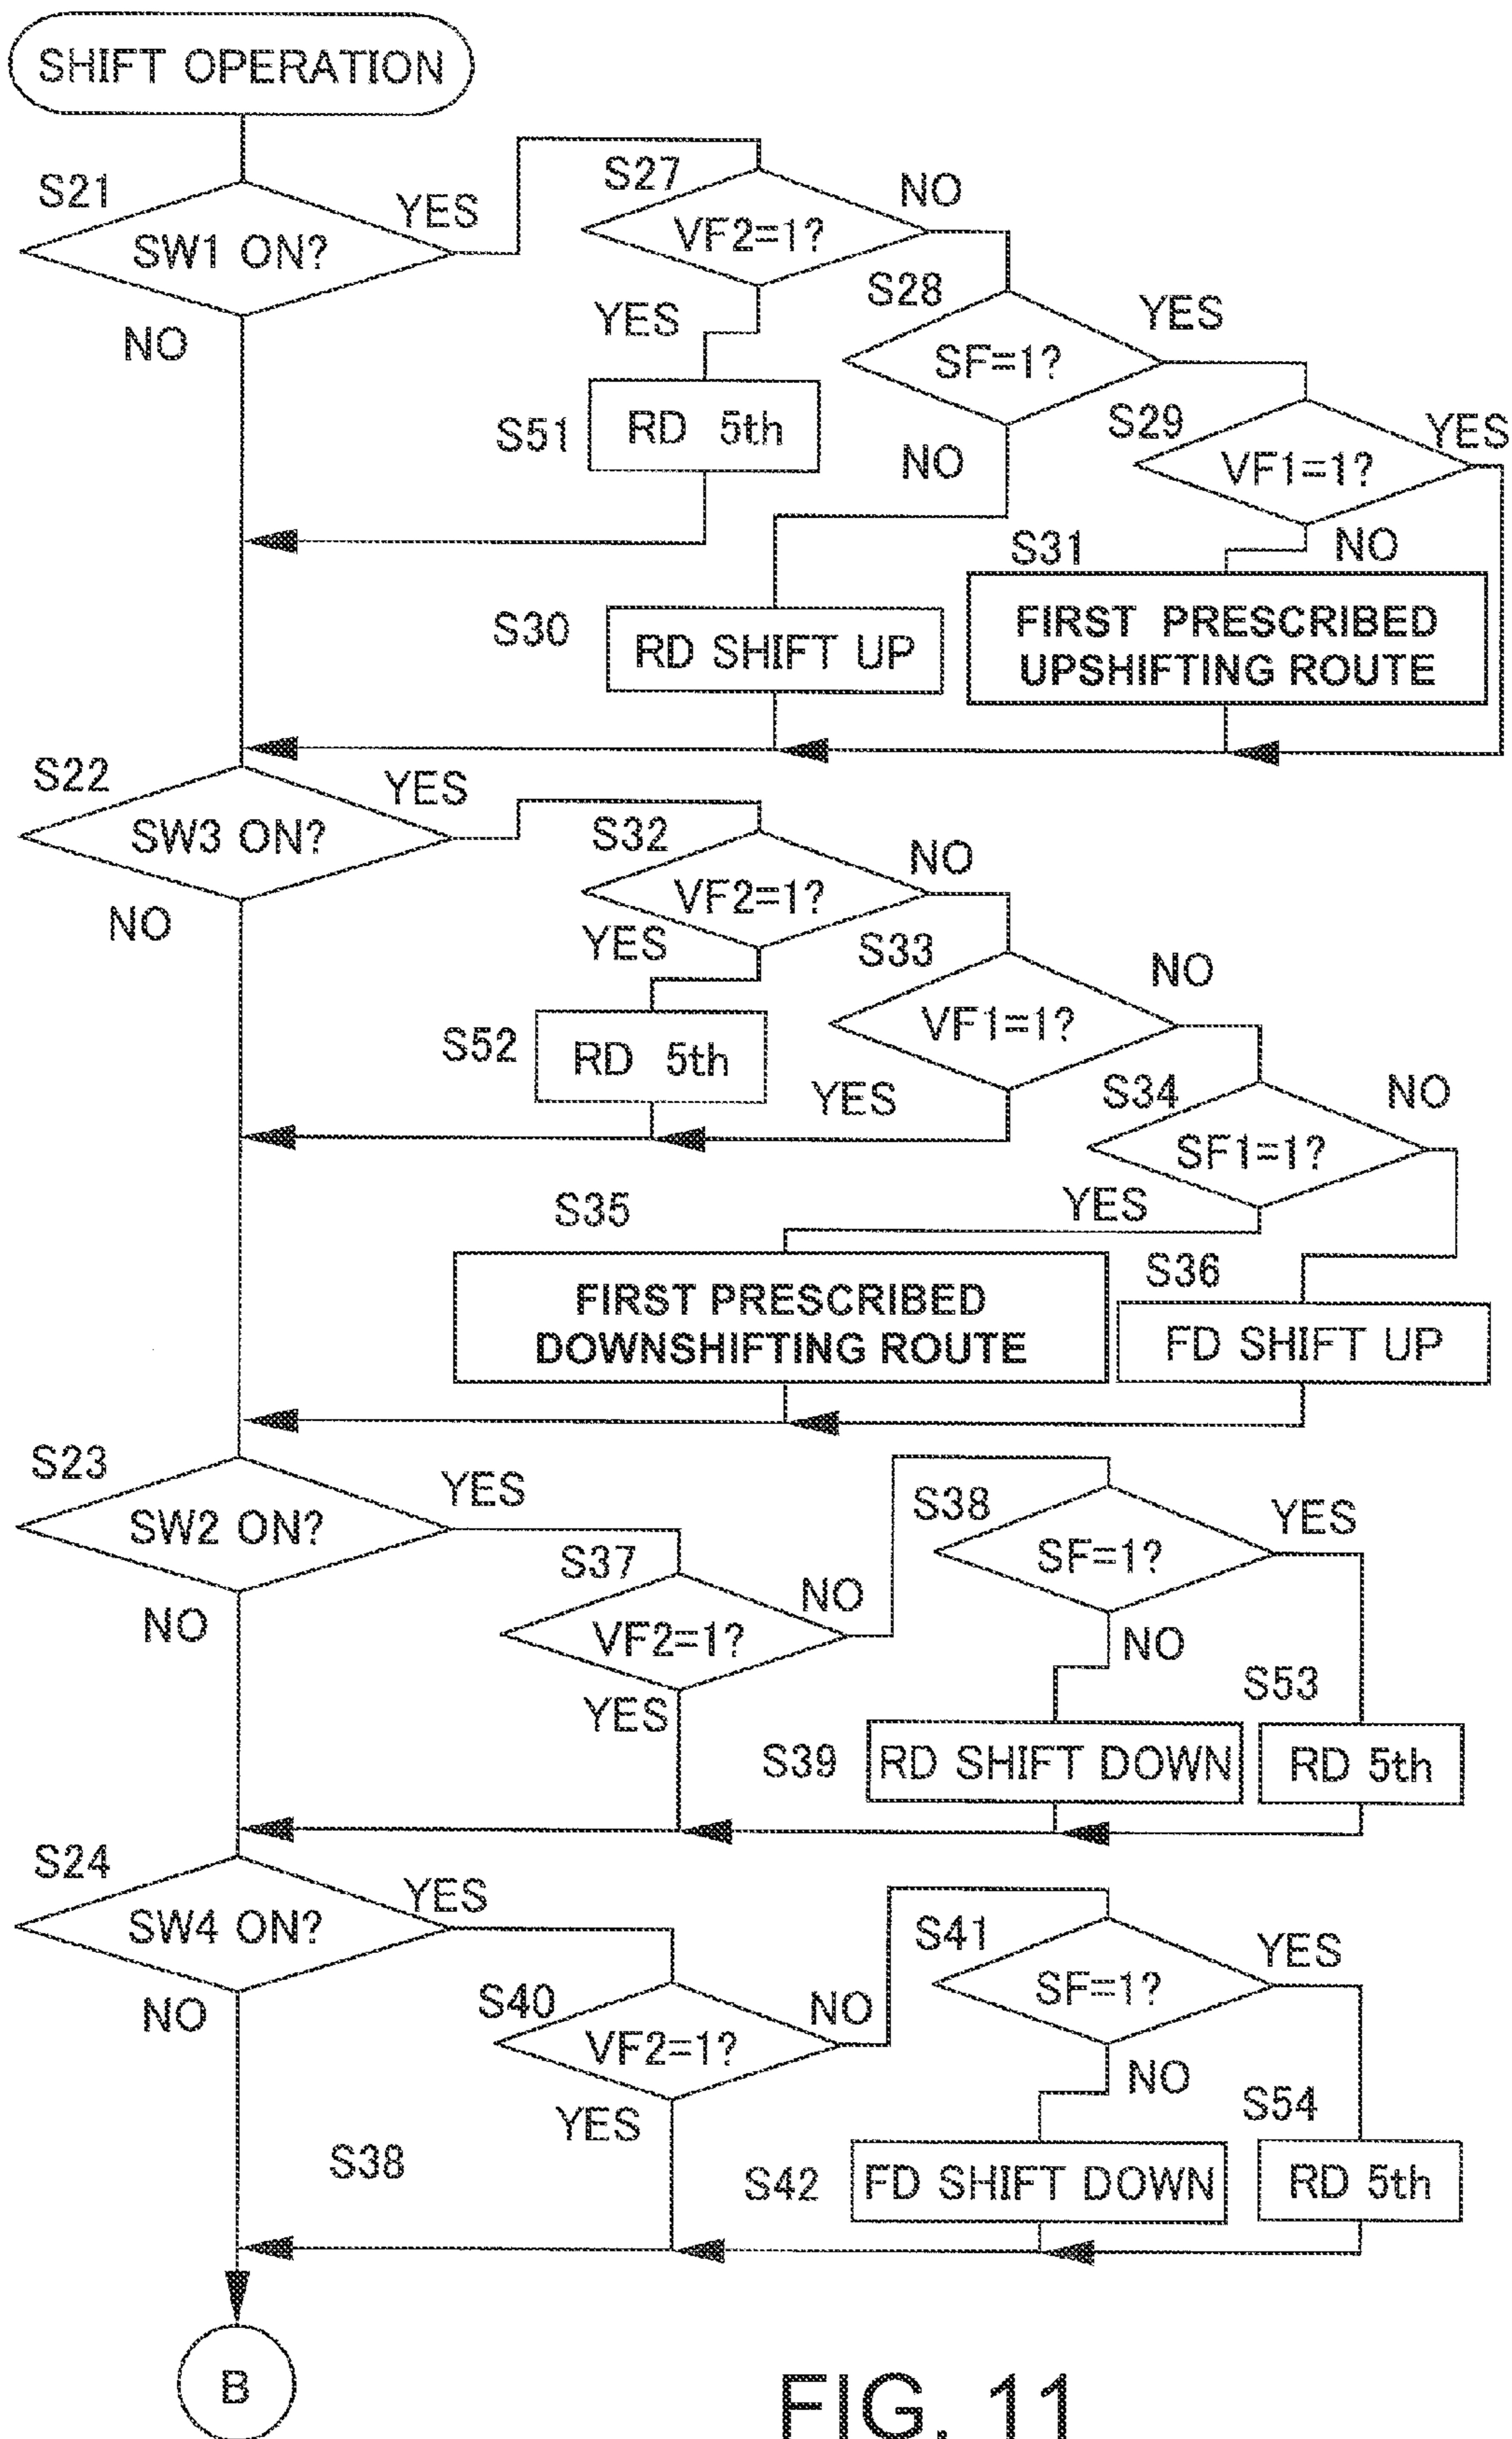 SHIFT OPERATION
S21
SW1 ON?
YES
NO
S27
VF2=1?
NO
YES
S51
RD 5th
S28
SF=1?
YES
NO
S29
VF1=1?
YES
NO
S30
RD SHIFT UP
S31
FIRST PRESCRIBED
UPSHIFTING ROUTE
S22
SW3 ON?
YES
NO
S32
VF2=1?
NO
YES
S52
RD 5th
S33
VF1=1?
NO
YES
S34
SF1=1?
NO
YES
S35
FIRST PRESCRIBED
DOWNSHIFTING ROUTE
S36
FD SHIFT UP
S23
SW2 ON?
YES
NO
S37
VF2=1?
NO
YES
S38
SF=1?
YES
NO
S39
RD SHIFT DOWN
S53
RD 5th
S24
SW4 ON?
YES
NO
S40
VF2=1?
NO
YES
S38
S41
SF=1?
YES
NO
S42
FD SHIFT DOWN
S54
RD 5th
B
FIG. 11